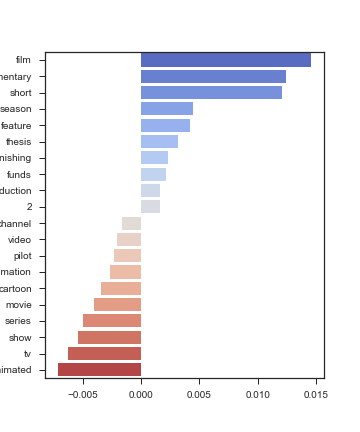 film
mentary
short
season
feature
thesis
nishing
funds
duction
2
channel
video
pilot
mation
cartoon
movie
series
show
tv
nimated
−0.005 0.000 0.005 0.010 0.015